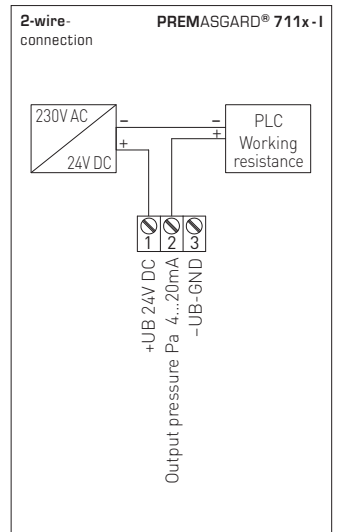 2-wire- PREMASGARD® 711x-I
connection
230V AC
24V DC
–
+
–
+
PLC
Working
resistance
1 2 3
+UB 24V DC
Output pressure Pa 4...20mA
–UB-GND